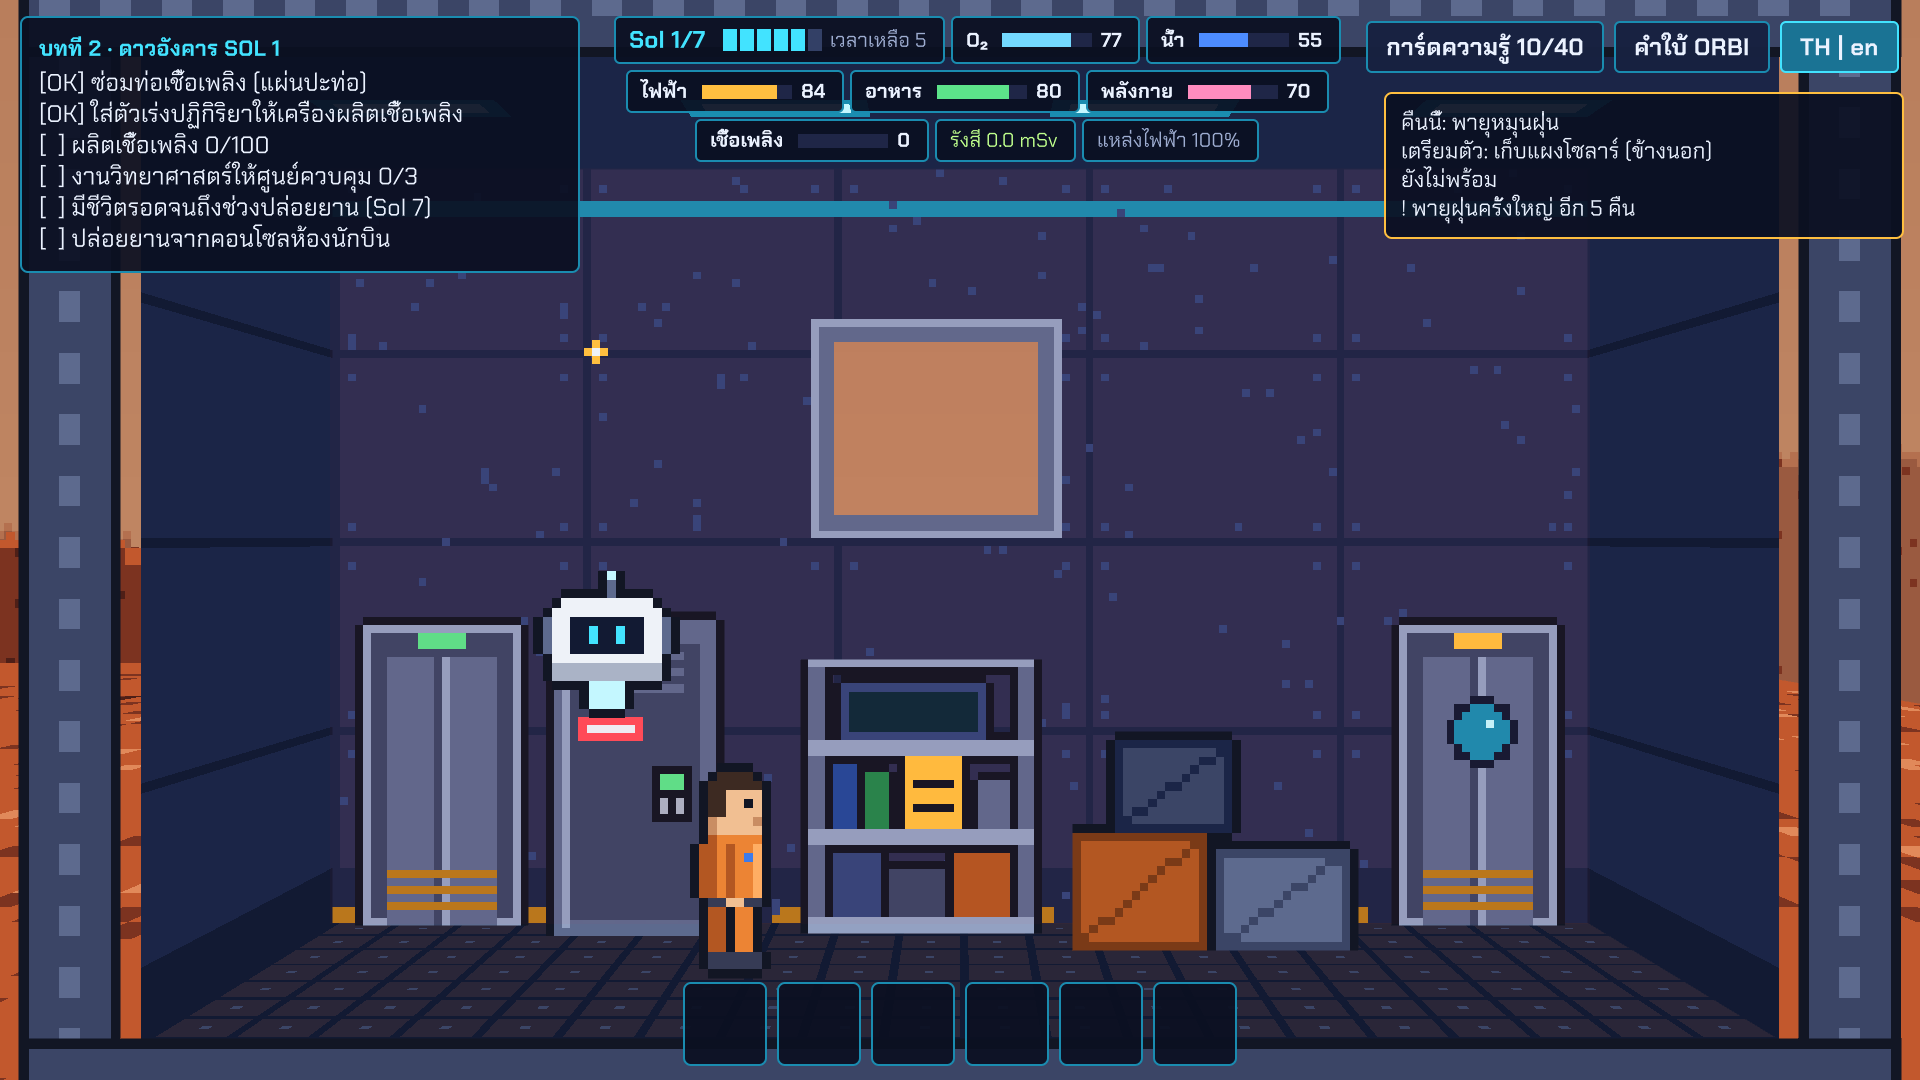 บทที่ 2 · ดาวอังคาร SOL 1
[OK] ซ่อมท่อเชื้อเพลิง (แผ่นปะท่อ)
[OK] ใส่ตัวเร่งปฏิกิริยาให้เครื่องผลิตเชื้อเพลิง
[ ] ผลิตเชื้อเพลิง 0/100
[ ] งานวิทยาศาสตร์ให้ศูนย์ควบคุม 0/3
[ ] มีชีวิตรอดจนถึงช่วงปล่อยยาน (Sol 7)
[ ] ปล่อยยานจากคอนโซลห้องนักบิน
Sol 1/7 เวลาเหลือ 5
O₂ 77
น้ำ 55
ไฟฟ้า 84
อาหาร 80
พลังกาย 70
เชื้อเพลิง 0
รังสี 0.0 mSv
แหล่งไฟฟ้า 100%
การ์ดความรู้ 10/40
คำใบ้ ORBI
TH | en
คืนนี้: พายุหมุนฝุ่น
เตรียมตัว: เก็บแผงโซลาร์ (ข้างนอก)
ยังไม่พร้อม
! พายุฝุ่นครั้งใหญ่ อีก 5 คืน